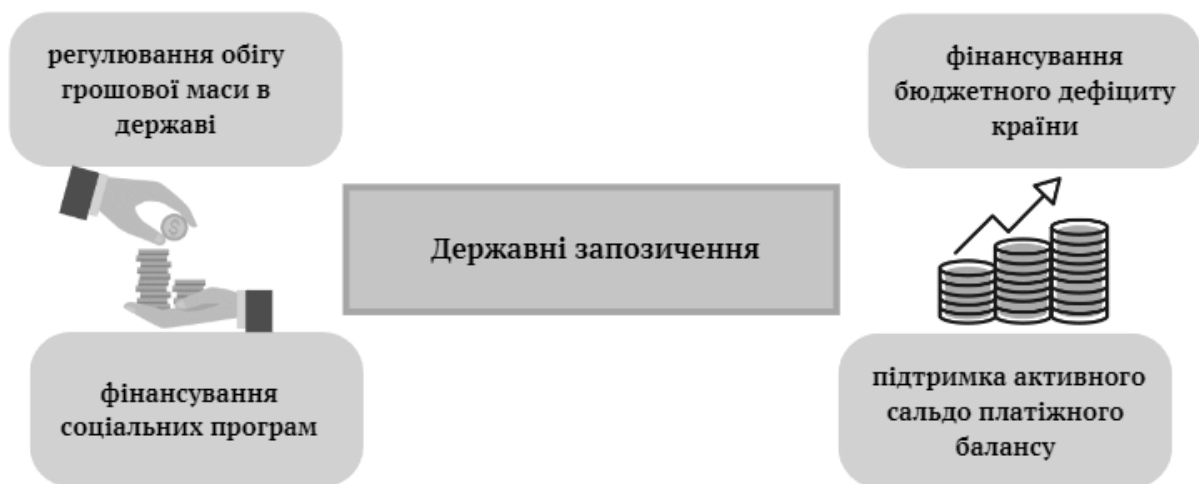 регулювання обігу
грошової маси в
державі
фінансування
бюджетного дефіциту
країни
Державні запозичення
фінансування
соціальних програм
підтримка активного
сальдо платіжного
балансу